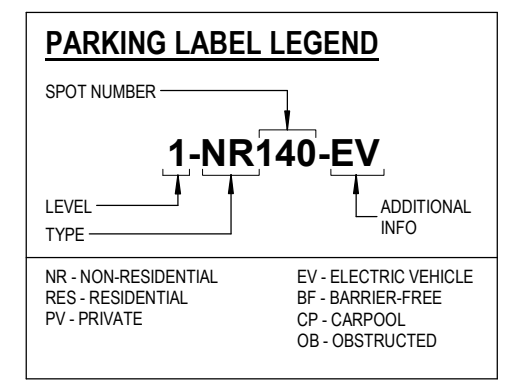 PARKING LABEL LEGEND
SPOT NUMBER
1-NR140-EV
LEVEL
TYPE
ADDITIONAL
INFO
NR - NON-RESIDENTIAL
RES - RESIDENTIAL
PV - PRIVATE
EV - ELECTRIC VEHICLE
BF - BARRIER-FREE
CP - CARPOOL
OB - OBSTRUCTED